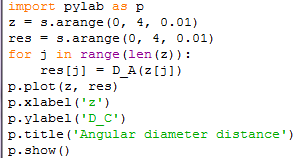 import pylab as p
z = s.arange(0, 4, 0.01)
res = s.arange(0, 4, 0.01)
for j in range(len(z)):
    res[j] = D_A(z[j])
p.plot(z, res)
p.xlabel('z')
p.ylabel('D_C')
p.title('Angular diameter distance')
p.show()